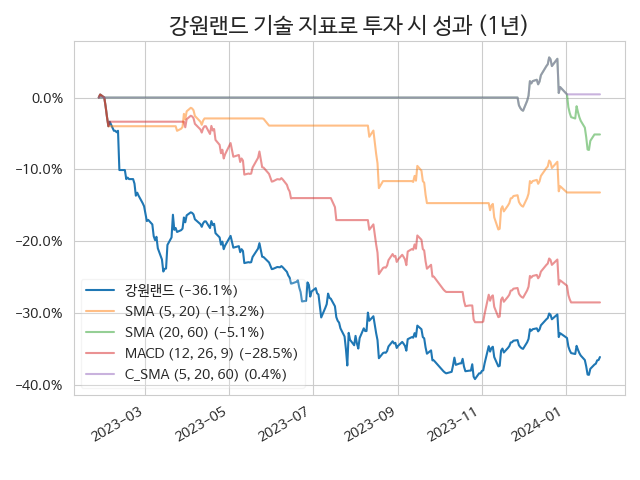 강원랜드 기술 지표로 투자 시 성과 (1년)
0.0%
−10.0%
−20.0%
−30.0%
−40.0%
강원랜드 (−36.1%)
SMA (5, 20) (−13.2%)
SMA (20, 60) (−5.1%)
MACD (12, 26, 9) (−28.5%)
C_SMA (5, 20, 60) (0.4%)
2023−03
2023−05
2023−07
2023−09
2023−11
2024−01